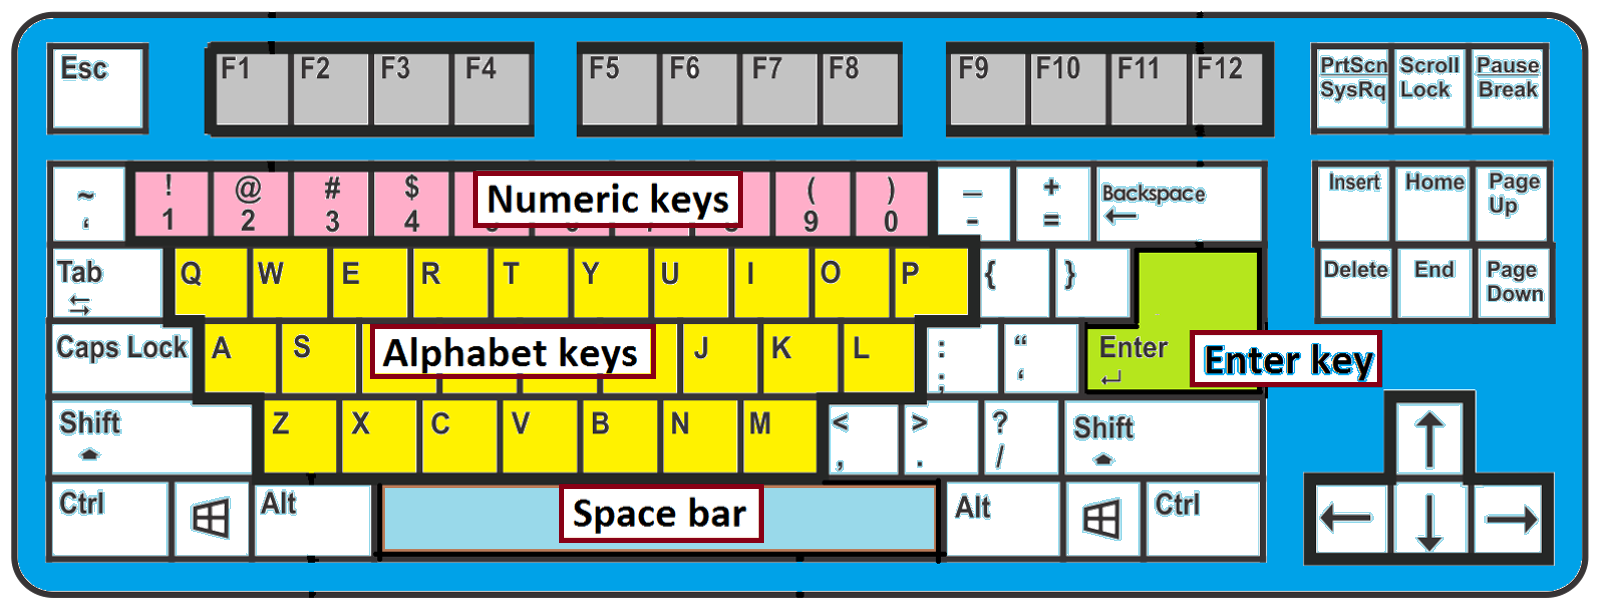 Esc F1 F2 F3 F4 F5 F6 F7 F8 F9 F10 F11 F12 PrtScn SysRq Scroll Lock Pause Break
~ ! @ # $ ( ) _ + Backspace Insert Home Page Up
‘ 1 2 3 4 Numeric keys 9 0 - =
Tab Q W E R T Y U I O P { } Delete End Page Down
Caps Lock A S Alphabet keys J K L : “ Enter Enter key
; ‘
Shift Z X C V B N M < > ? Shift
, . /
Ctrl Alt Space bar Alt Ctrl